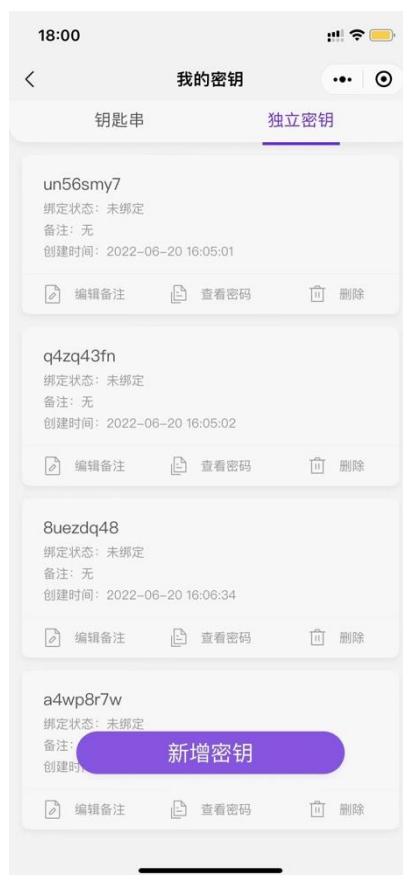 18:00
我的密钥
钥匙串 独立密钥
un56smy7
绑定状态：未绑定
备注：无
创建时间：2022-06-20 16:05:01
编辑备注 查看密码 删除
q4zq43fn
绑定状态：未绑定
备注：无
创建时间：2022-06-20 16:05:02
编辑备注 查看密码 删除
8uezdq48
绑定状态：未绑定
备注：无
创建时间：2022-06-20 16:06:34
编辑备注 查看密码 删除
a4wp8r7w
绑定状态：未绑定
备注：
新增密钥
创建时
编辑备注 查看密码 删除